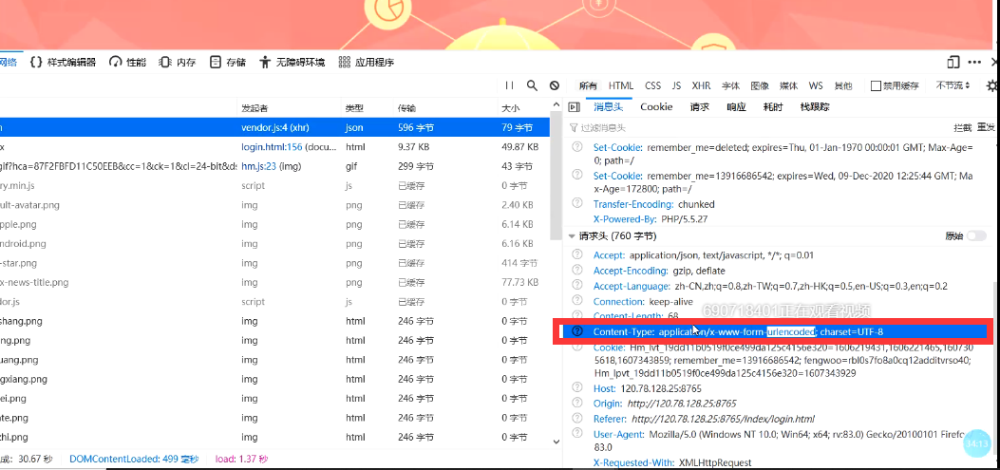 网络 {} 样式编辑器 性能 内存 存储 无障碍环境 应用程序
所有 HTML CSS JS XHR 字体 图像 媒体 WS 其他 禁用缓存 不节流
发起者 类型 传输 大小
消息头 Cookie 请求 响应 耗时 栈跟踪
过滤消息头 拦截 重发
n vendor.js:4 (xhr) json 596 字节 79 字节
x login.html:156 (docu... html 9.37 KB 49.87 KB
gif?hca=87F2FBFD11C50EEB&cc=1&ck=1&cl=24-bit&ds hm.js:23 (img) gif 299 字节 43 字节
ry.min.js script js 已缓存 0 字节
ult-avatar.png img png 已缓存 2.40 KB
pple.png img png 已缓存 6.14 KB
ndroid.png img png 已缓存 6.16 KB
-star.png img png 已缓存 414 字节
x-news-title.png img png 已缓存 77.73 KB
dor.js script js 已缓存 0 字节
shang.png img html 246 字节 0 字节
ng.png img html 246 字节 0 字节
uang.png img html 246 字节 0 字节
gxiang.png img html 246 字节 0 字节
ei.png img html 246 字节 0 字节
te.png img html 246 字节 0 字节
zhi.png img html 246 字节 0 字节
成: 30.67 秒 DOMContentLoaded: 499 毫秒 load: 1.37 秒
Set-Cookie: remember_me=deleted; expires=Thu, 01-Jan-1970 00:00:01 GMT; Max-Age=
0; path=/
Set-Cookie: remember_me=13916686542; expires=Wed, 09-Dec-2020 12:25:44 GMT; Ma
x-Age=172800; path=/
Transfer-Encoding: chunked
X-Powered-By: PHP/5.5.27
请求头 (760 字节) 原始
Accept: application/json, text/javascript, */*; q=0.01
Accept-Encoding: gzip, deflate
Accept-Language: zh-CN,zh;q=0.8,zh-TW;q=0.7,zh-HK;q=0.5,en-US;q=0.3,en;q=0.2
Connection: keep-alive
690718401正在观看视频
Content-Length: 68
Content-Type: application/x-www-form-urlencoded; charset=UTF-8
Cookie: Hm_lvt_19dd11b0519f0ce499da125c4156e320=1606219431,1606221465,160730
5618,1607343859; remember_me=13916686542; fengwoo=rbl0s7fo8a0cq12additvrso40;
Hm_lpvt_19dd11b0519f0ce499da125c4156e320=1607343929
Host: 120.78.128.25:8765
Origin: http://120.78.128.25:8765
Referer: http://120.78.128.25:8765/Index/login.html
User-Agent: Mozilla/5.0 (Windows NT 10.0; Win64; x64; rv:83.0) Gecko/20100101 Firefo
83.0
34:13
X-Requested-With: XMLHttpRequest